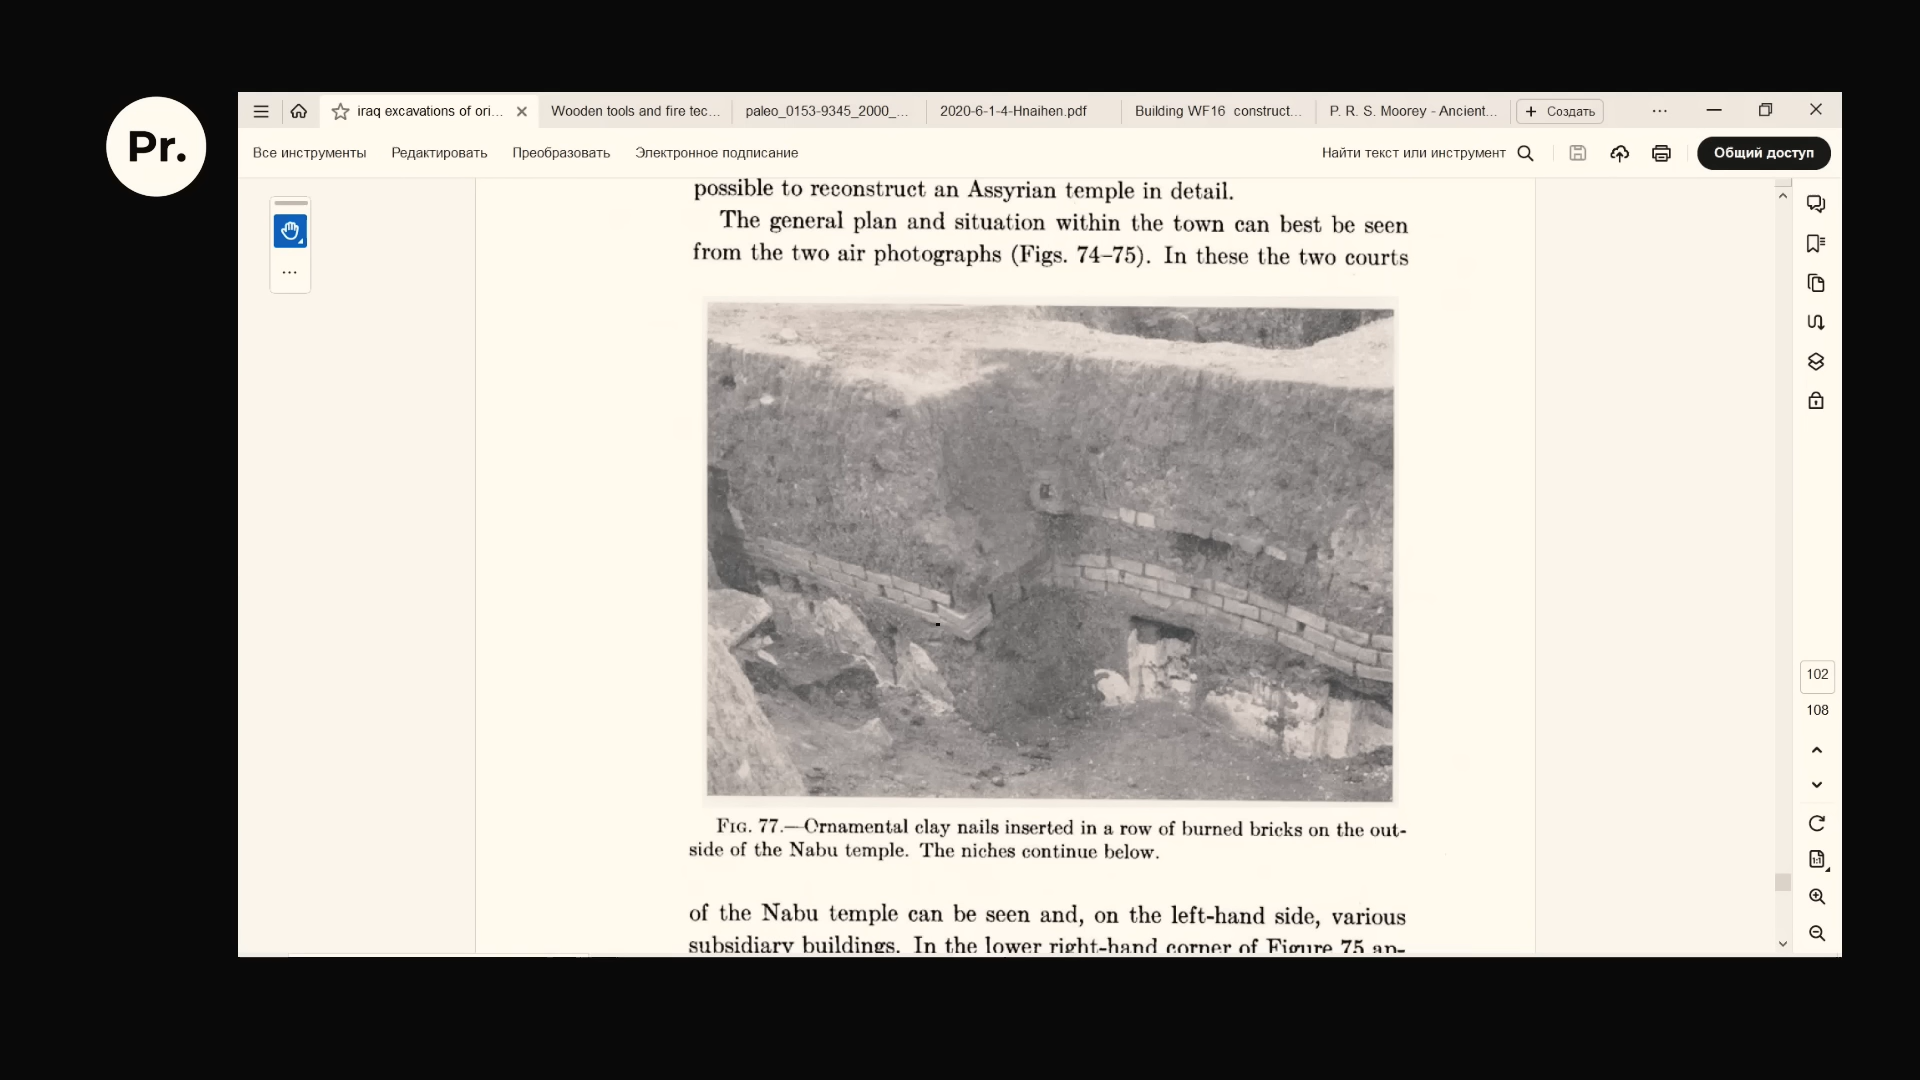 Pr.
iraq excavations of ori...
Wooden tools and fire tec...
paleo_0153-9345_2000_...
2020-6-1-4-Hnaihen.pdf
Building WF16 construct...
P. R. S. Moorey - Ancient...
+ Создать
Все инструменты
Редактировать
Преобразовать
Электронное подписание
Найти текст или инструмент
Общий доступ
possible to reconstruct an Assyrian temple in detail.
The general plan and situation within the town can best be seen
from the two air photographs (Figs. 74–75). In these the two courts
FIG. 77.—Ornamental clay nails inserted in a row of burned bricks on the out-
side of the Nabu temple. The niches continue below.
of the Nabu temple can be seen and, on the left-hand side, various
subsidiary buildings. In the lower right-hand corner of Figure 75 ap-
102
108
1:1